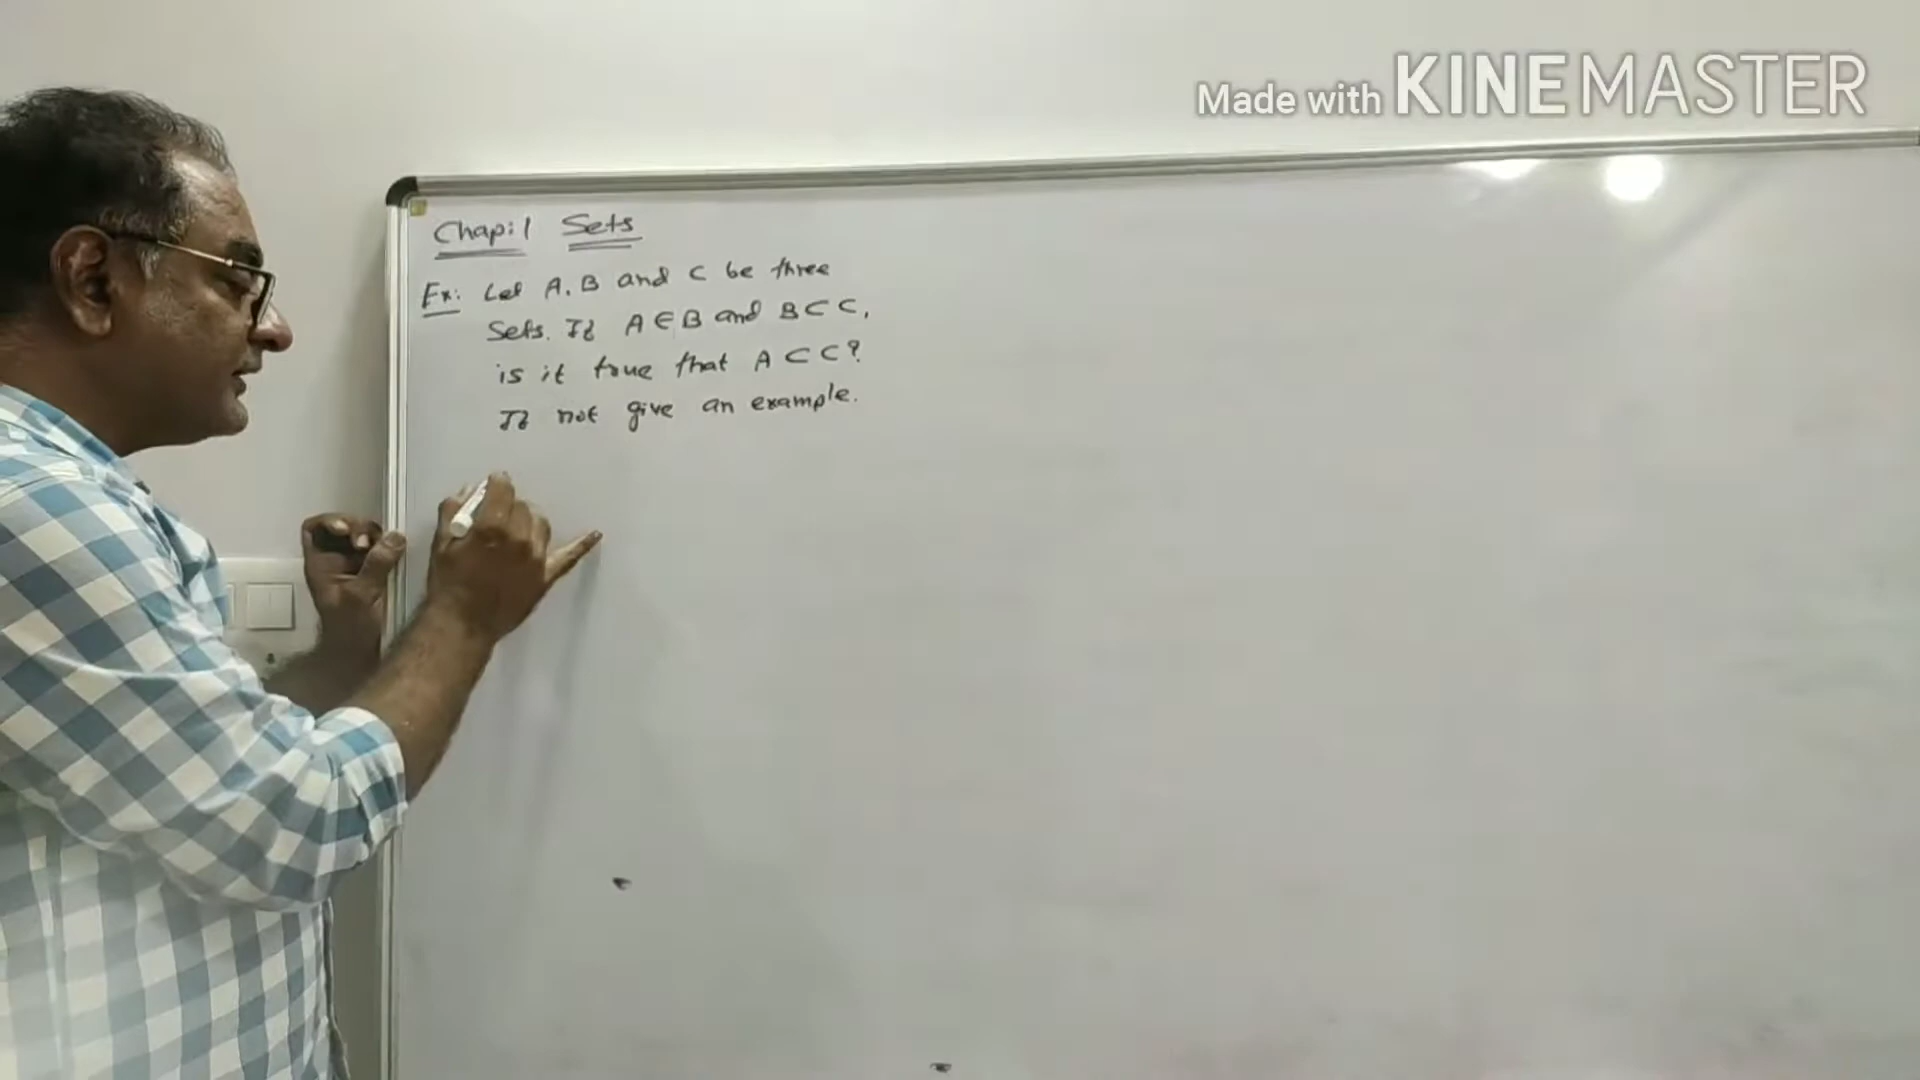 Made with KINEMASTER
Chap:1 Sets
Ex: Let A, B and C be three
Sets. If A ∈ B and B ⊂ C,
is it true that A ⊂ C?
If not give an example.